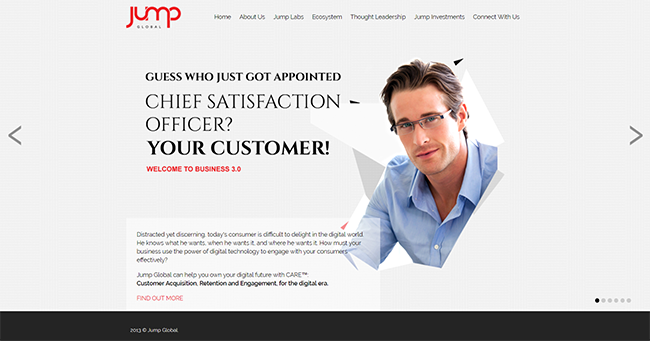 jump
GLOBAL
Home About Us Jump Labs Ecosystem Thought Leadership Jump Investments Connect With Us
GUESS WHO JUST GOT APPOINTED
CHIEF SATISFACTION
OFFICER?
YOUR CUSTOMER!
WELCOME TO BUSINESS 3.0
Distracted yet discerning, today's consumer is difficult to delight in the digital world.
He knows what he wants, when he wants it, and where he wants it. How must your
business use the power of digital technology to engage with your consumers
effectively?
Jump Global can help you own your digital future with CARE™:
Customer Acquisition, Retention and Engagement, for the digital era.
FIND OUT MORE
2013 © Jump Global